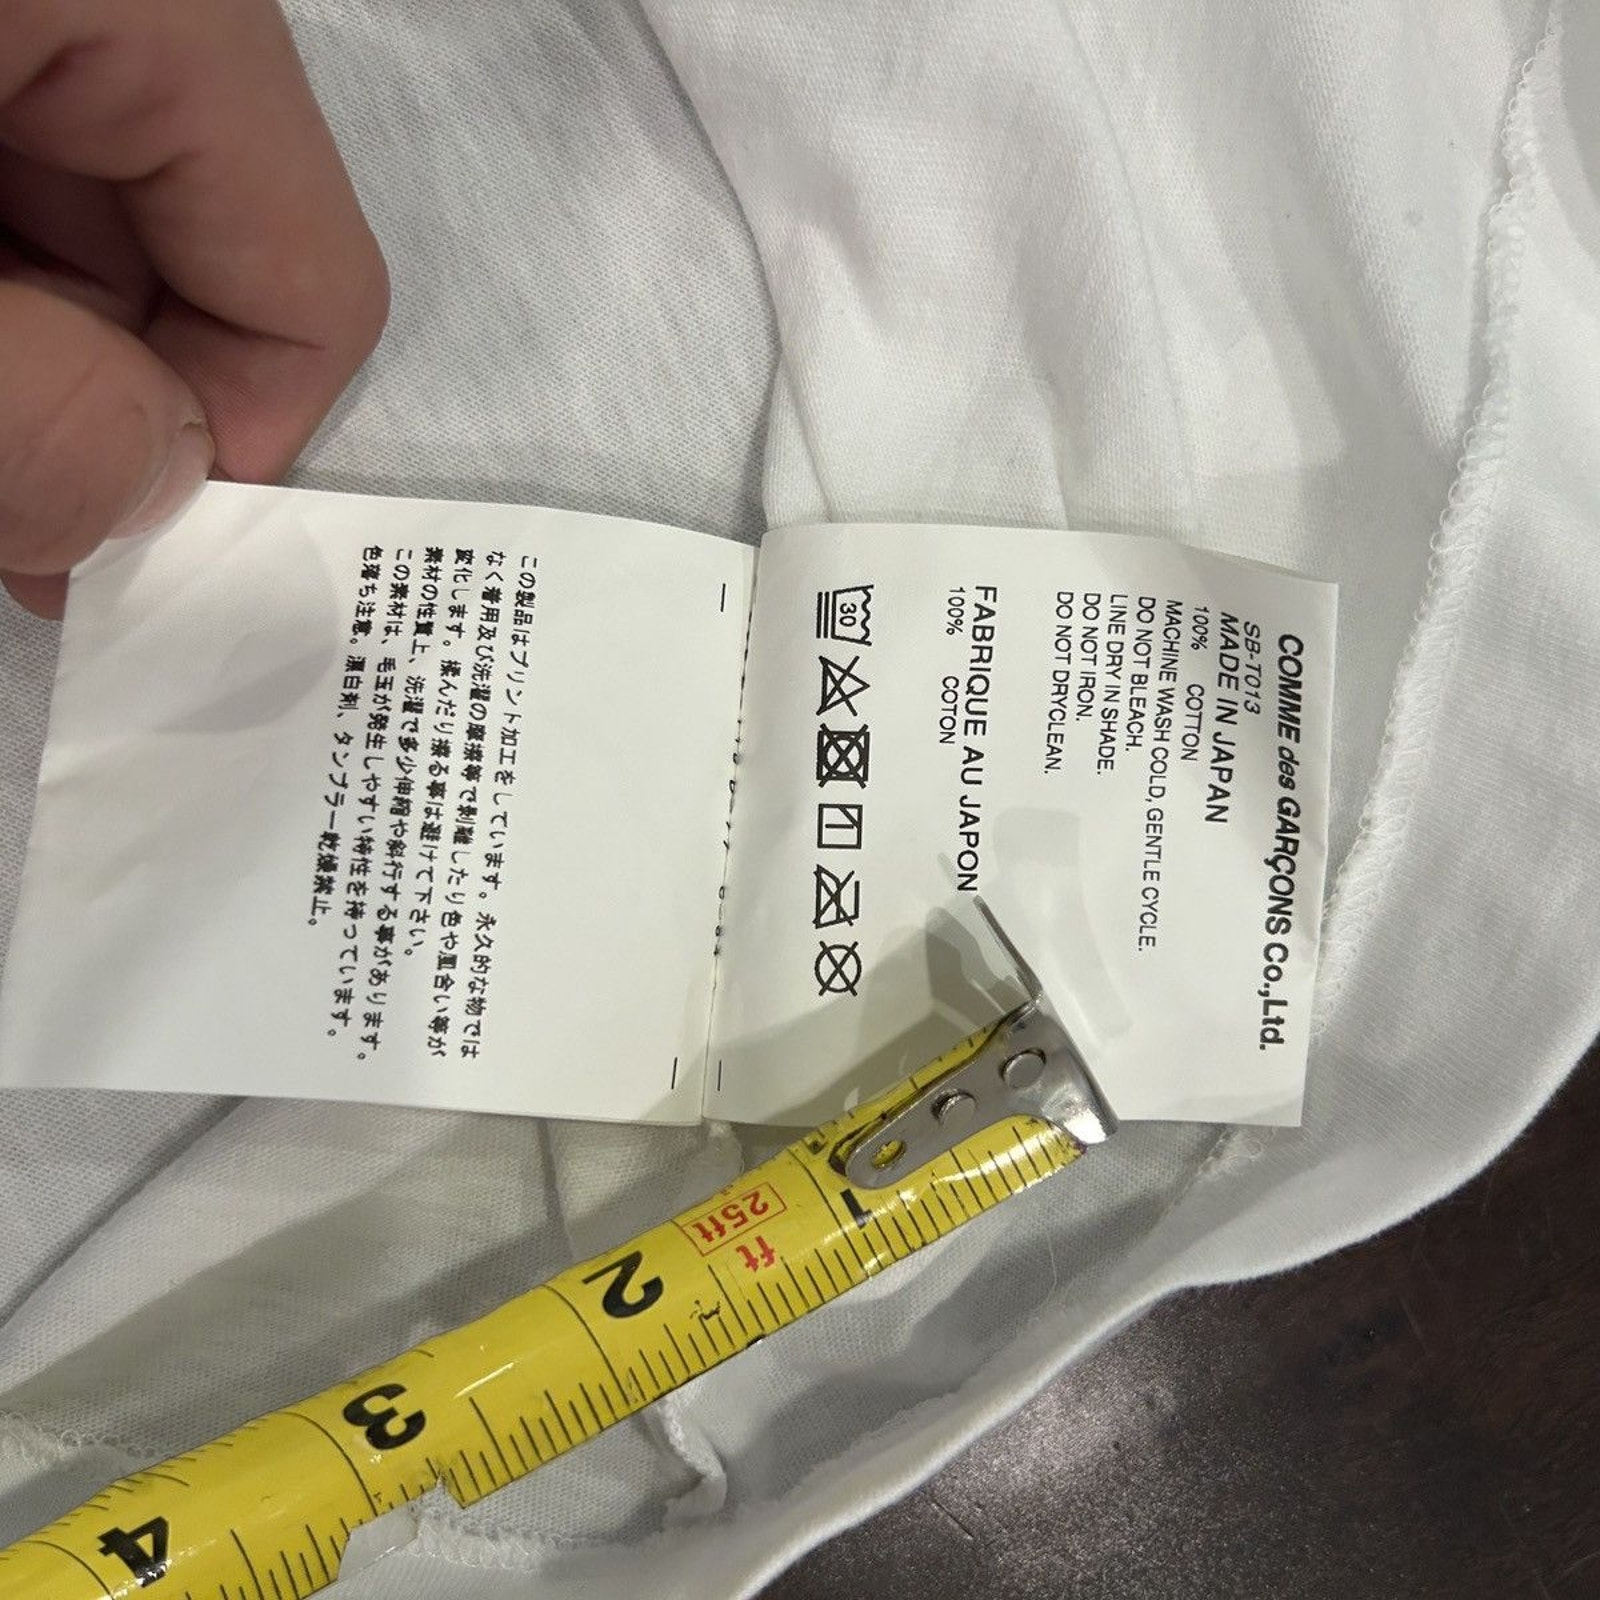 COMME des GARÇONS Co.,Ltd.
SB-T013
MADE IN JAPAN
100% COTTON
MACHINE WASH COLD, GENTLE CYCLE.
DO NOT BLEACH.
LINE DRY IN SHADE.
DO NOT IRON.
DO NOT DRYCLEAN.
FABRIQUE AU JAPON
100% COTON
30
この製品はプリント加工をしています。永久的な物では
なく着用及び洗濯の摩擦等で剥離したり色や風合い等が
変化します。揉んだり擦る事は避けて下さい。
素材の性質上、洗濯で多少伸縮や斜行する事があります。
この素材は、毛玉が発生しやすい特性を持っています。
色落ち注意。漂白剤、タンブラー乾燥禁止。
1
ft
25ft
2
3
4